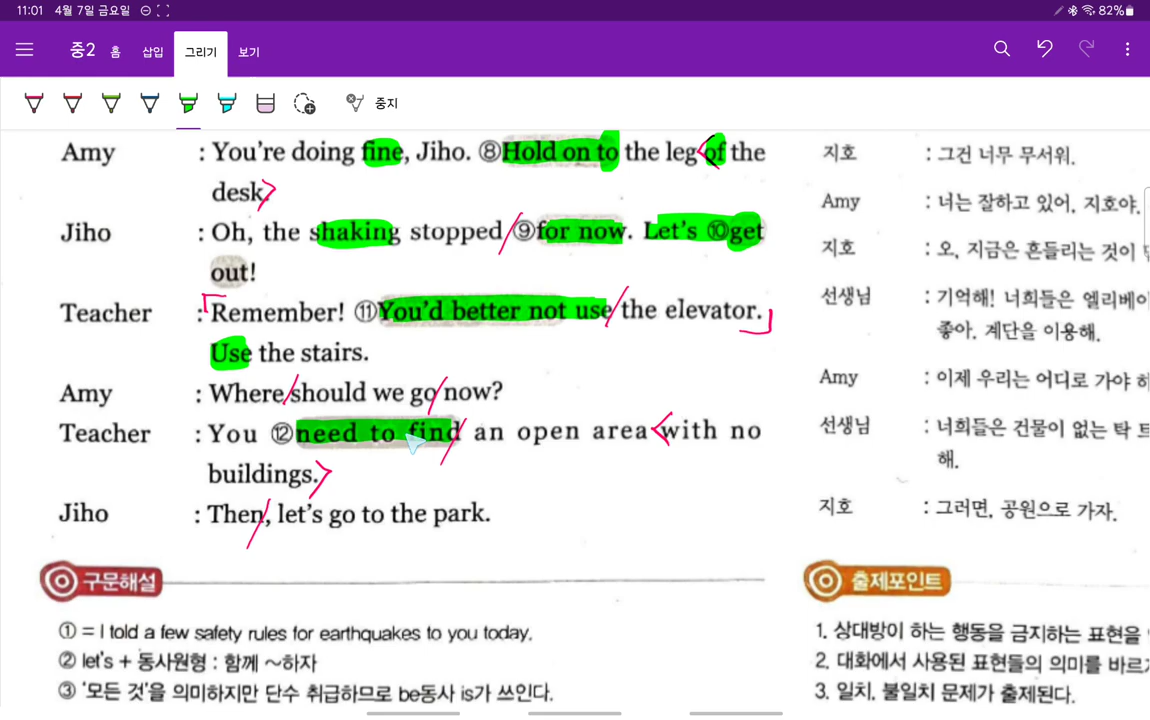 11:01 4월 7일 금요일 82%
중2 홈 삽입 그리기 보기
중지
Amy : You're doing fine, Jiho. ⑧Hold on to the leg of the
desk.
Jiho : Oh, the shaking stopped ⑨for now. Let's ⑩get
out!
Teacher : Remember! ⑪You'd better not use the elevator.
Use the stairs.
Amy : Where should we go now?
Teacher : You ⑫need to find an open area with no
buildings.
Jiho : Then, let's go to the park.
지호 : 그건 너무 무서워.
Amy : 너는 잘하고 있어, 지호야.
지호 : 오, 지금은 흔들리는 것이
선생님 : 기억해! 너희들은 엘리베이
좋아. 계단을 이용해.
Amy : 이제 우리는 어디로 가야 하
선생님 : 너희들은 건물이 없는 탁 트
해.
지호 : 그러면, 공원으로 가자.
구문해설
① = I told a few safety rules for earthquakes to you today.
② let's + 동사원형 : 함께 ~하자
③ '모든 것'을 의미하지만 단수 취급하므로 be동사 is가 쓰인다.
출제포인트
1. 상대방이 하는 행동을 금지하는 표현을
2. 대화에서 사용된 표현들의 의미를 바르
3. 일치, 불일치 문제가 출제된다.